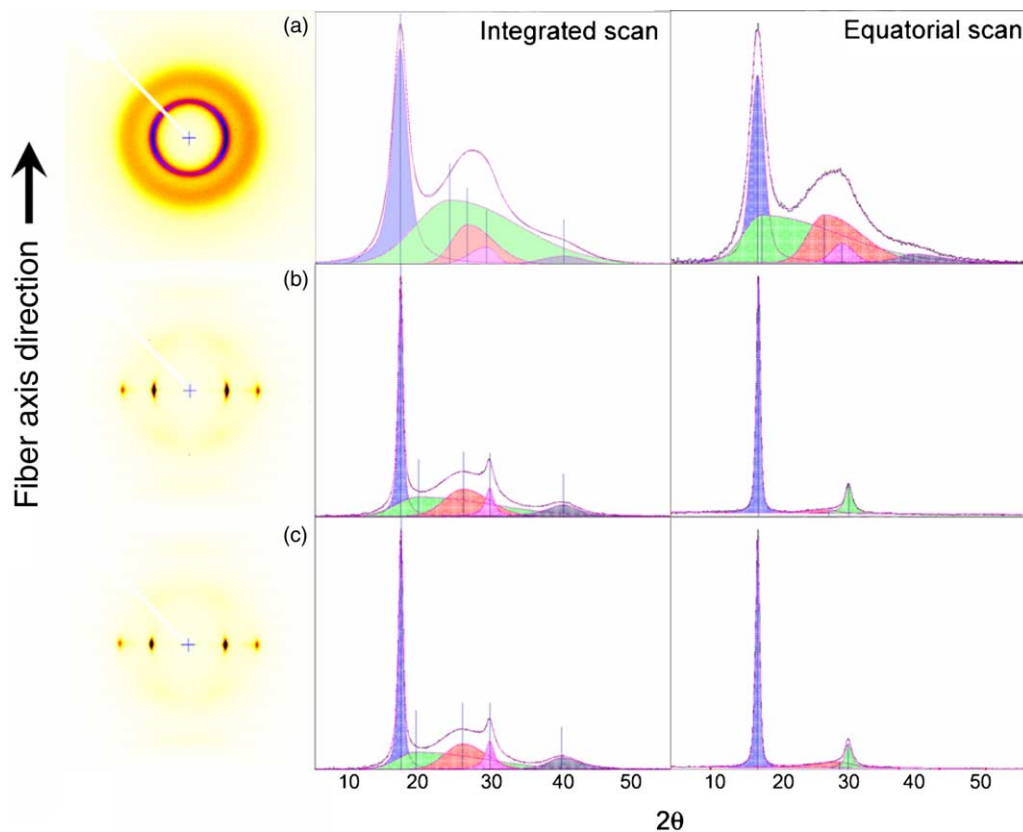 (a)
Integrated scan
Equatorial scan
Fiber axis direction
(b)
(c)
10 20 30 40 50
10 20 30 40 50
2θ